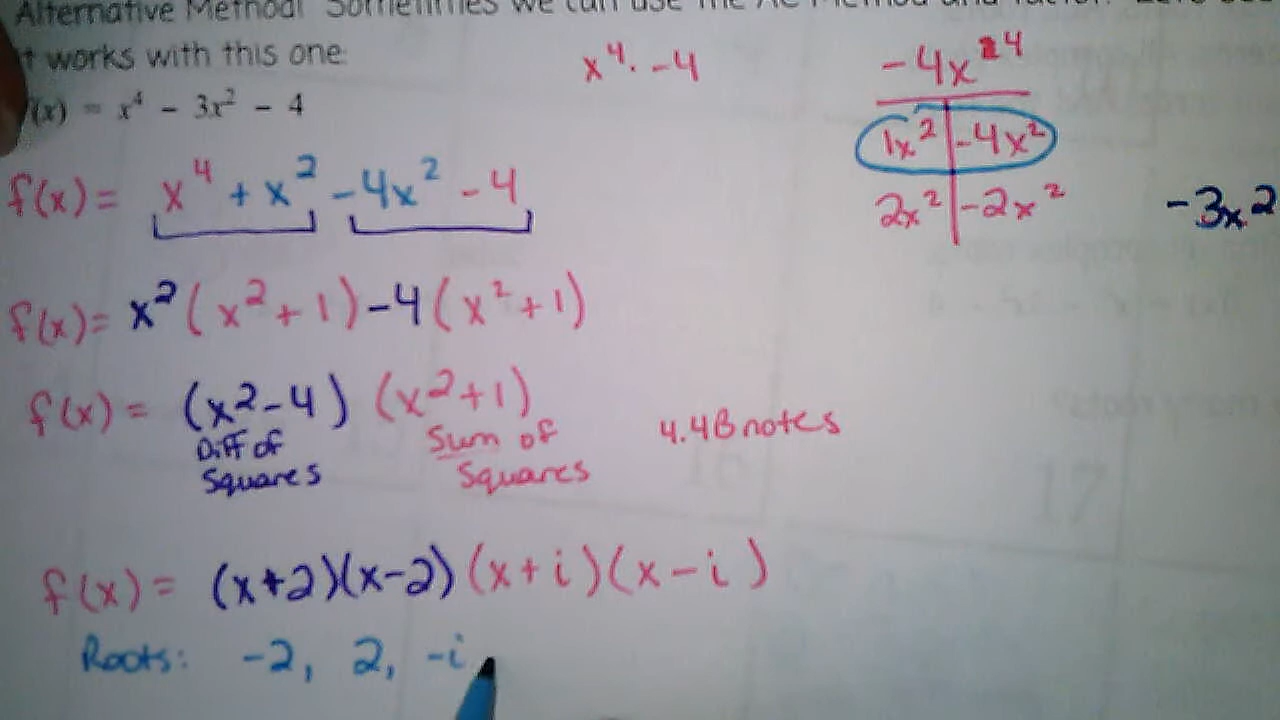 Alternative Method! Sometimes we can use the AC Method and factor.
it works with this one:
f(x) = x⁴ − 3x² − 4
x⁴ · -4
-4x⁴
1x² | -4x²
2x² | -2x²
-3x²
f(x) = x⁴ + x² - 4x² - 4
f(x) = x²(x² + 1) - 4(x² + 1)
f(x) = (x² - 4)(x² + 1)
Diff of Squares
Sum of Squares
4.4B notes
f(x) = (x+2)(x-2)(x+i)(x-i)
Roots: -2, 2, -i
17